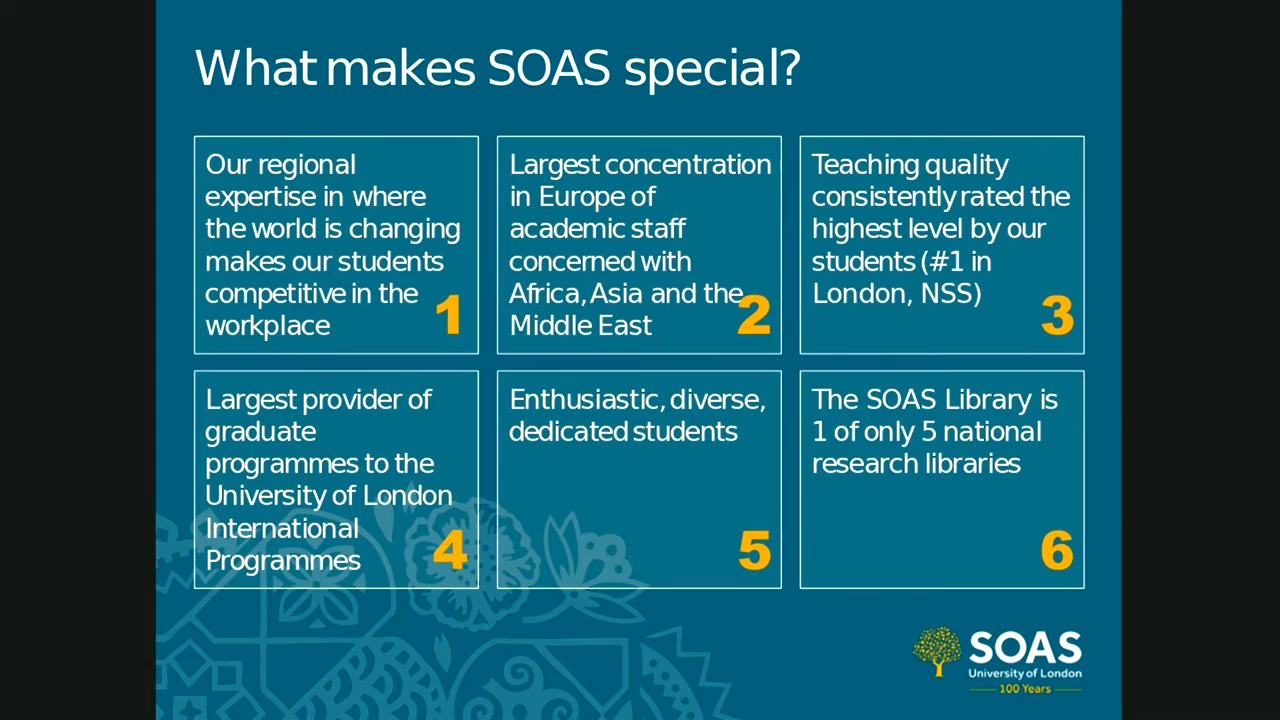 What makes SOAS special?
Our regional
expertise in where
the world is changing
makes our students
competitive in the
workplace
1
Largest concentration
in Europe of
academic staff
concerned with
Africa, Asia and the
Middle East
2
Teaching quality
consistently rated the
highest level by our
students (#1 in
London, NSS)
3
Largest provider of
graduate
programmes to the
University of London
International
Programmes
4
Enthusiastic, diverse,
dedicated students
5
The SOAS Library is
1 of only 5 national
research libraries
6
SOAS
University of London
100 Years